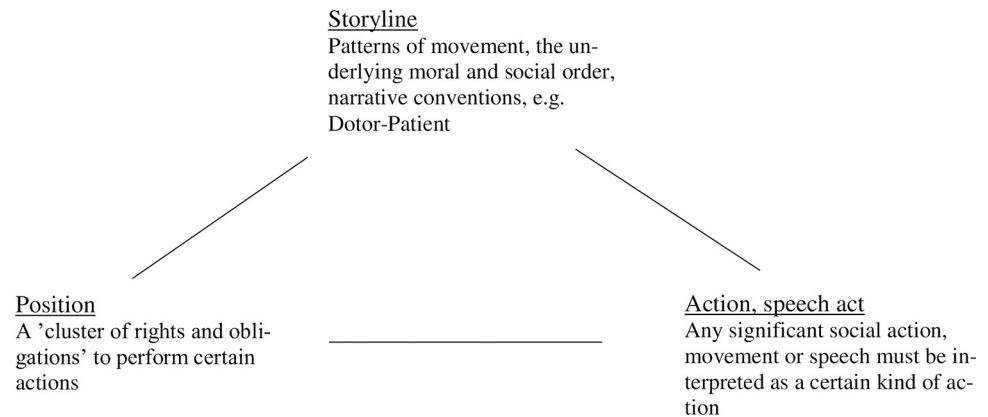 Storyline
Patterns of movement, the un-
derlying moral and social order,
narrative conventions, e.g.
Dotor-Patient
Position
A ’cluster of rights and obli-
gations’ to perform certain
actions
Action, speech act
Any significant social action,
movement or speech must be in-
terpreted as a certain kind of ac-
tion